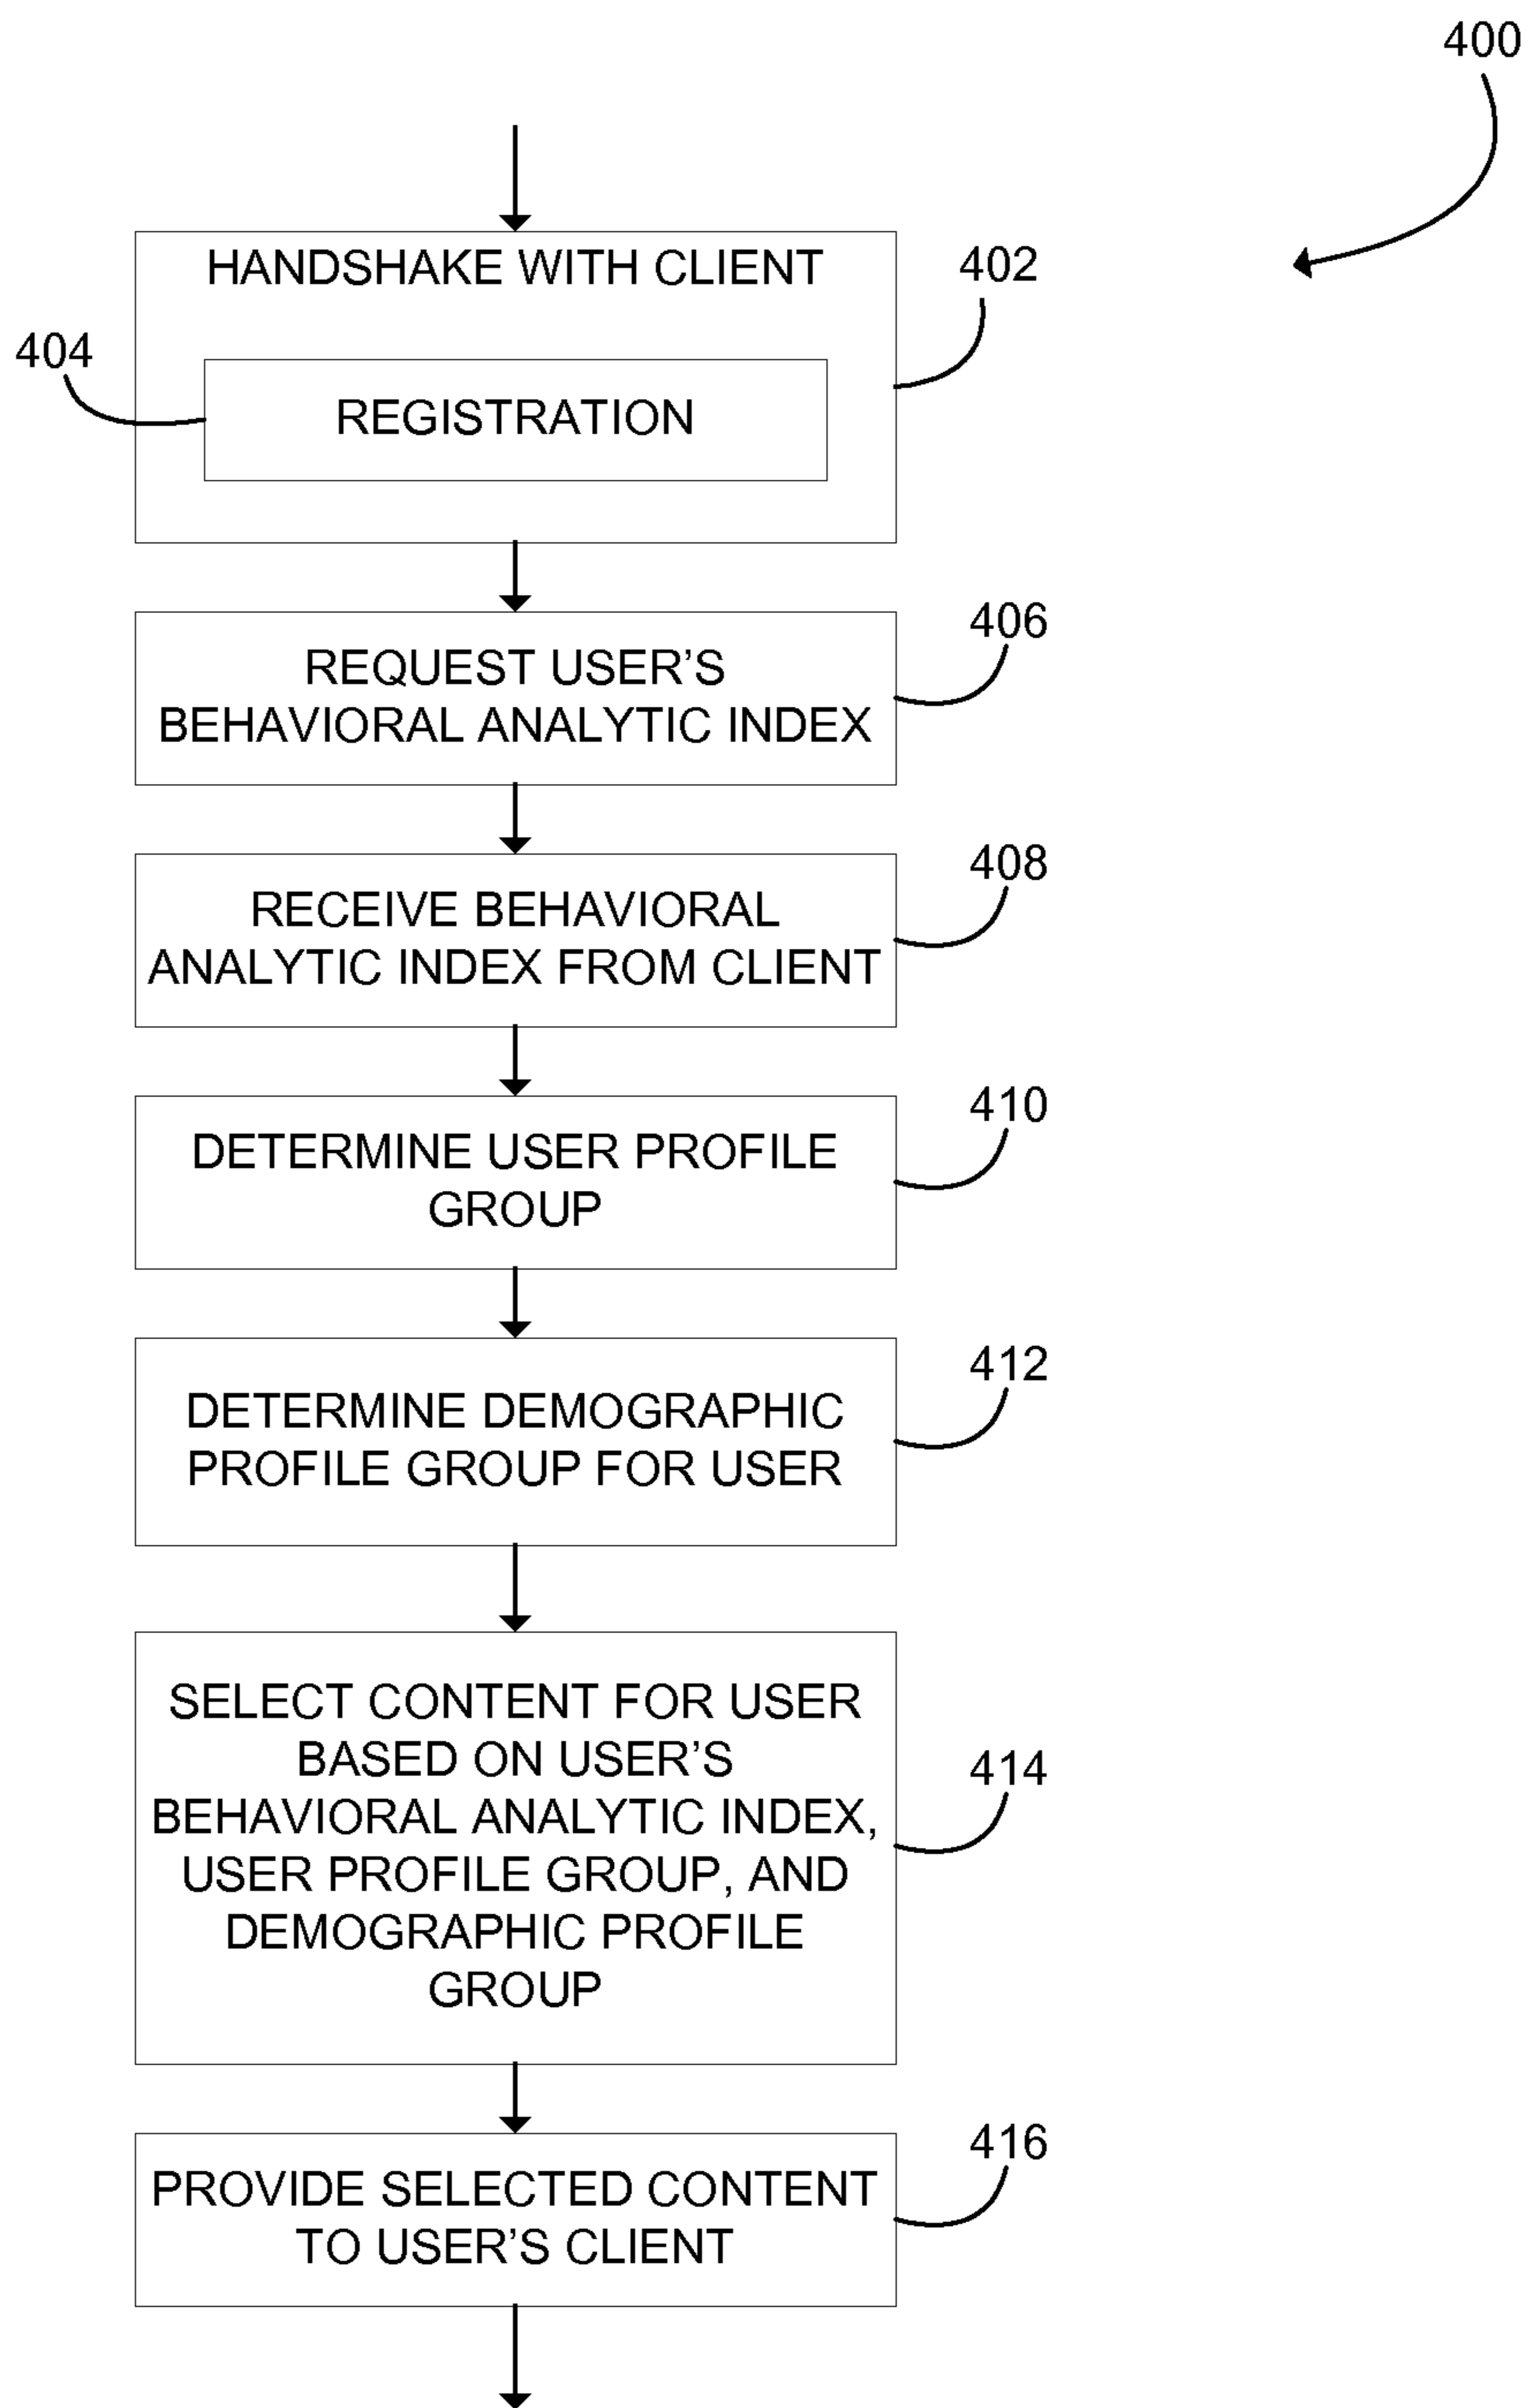 400
HANDSHAKE WITH CLIENT
402
404
REGISTRATION
406
REQUEST USER’S
BEHAVIORAL ANALYTIC INDEX
408
RECEIVE BEHAVIORAL
ANALYTIC INDEX FROM CLIENT
410
DETERMINE USER PROFILE
GROUP
412
DETERMINE DEMOGRAPHIC
PROFILE GROUP FOR USER
SELECT CONTENT FOR USER
BASED ON USER’S
414
BEHAVIORAL ANALYTIC INDEX,
USER PROFILE GROUP, AND
DEMOGRAPHIC PROFILE
GROUP
416
PROVIDE SELECTED CONTENT
TO USER’S CLIENT